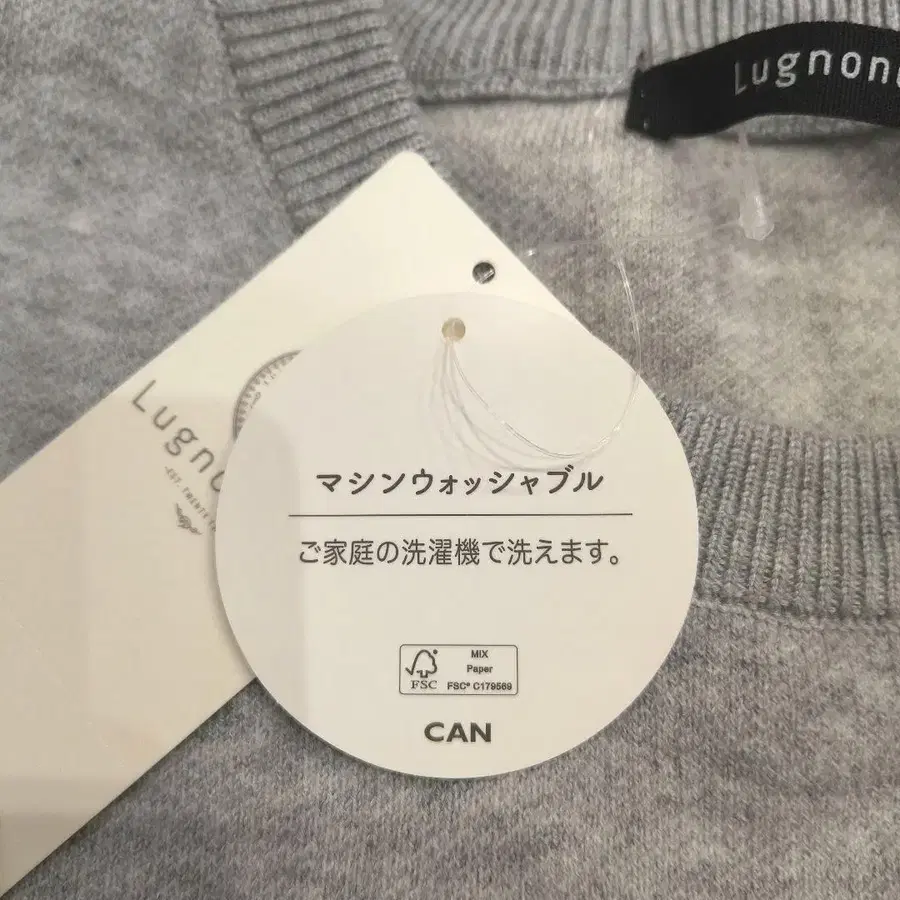 Lugnon
Lugno
マシンウォッシャブル
ご家庭の洗濯機で洗えます。
FSC
MIX
Paper
FSC® C179569
CAN